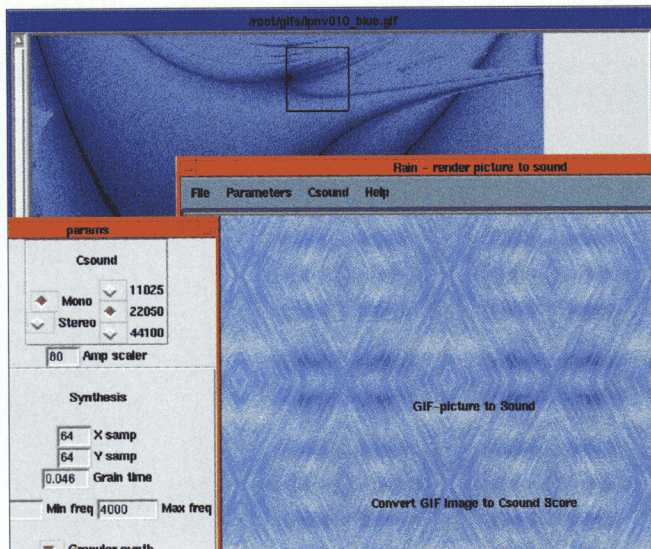 /root/gifs/lpnv010_blue.gif
Rain - render picture to sound
File Parameters Csound Help
params
Csound
Mono
Stereo
11025
22050
44100
80 Amp scaler
Synthesis
64 X samp
64 Y samp
0.046 Grain time
Min freq 4000 Max freq
Granular synth
GIF-picture to Sound
Convert GIF Image to Csound Score